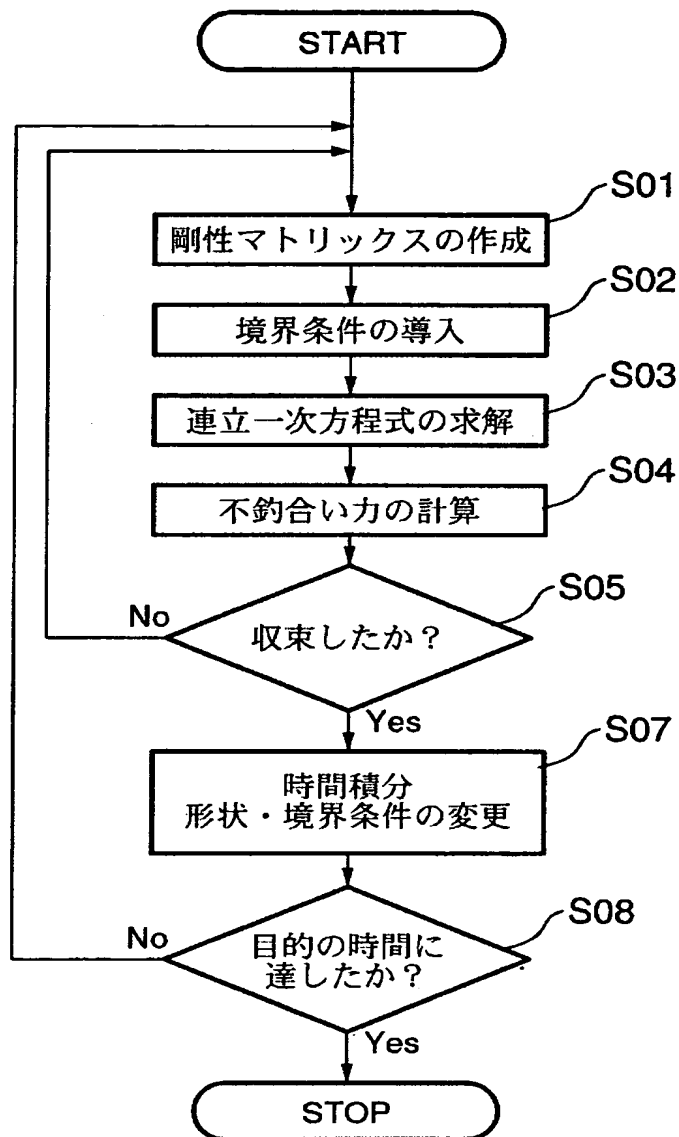 START
S01
剛性マトリックスの作成
S02
境界条件の導入
S03
連立一次方程式の求解
S04
不釣合い力の計算
S05
No
収束したか？
Yes
S07
時間積分
形状・境界条件の変更
S08
No
目的の時間に
達したか？
Yes
STOP